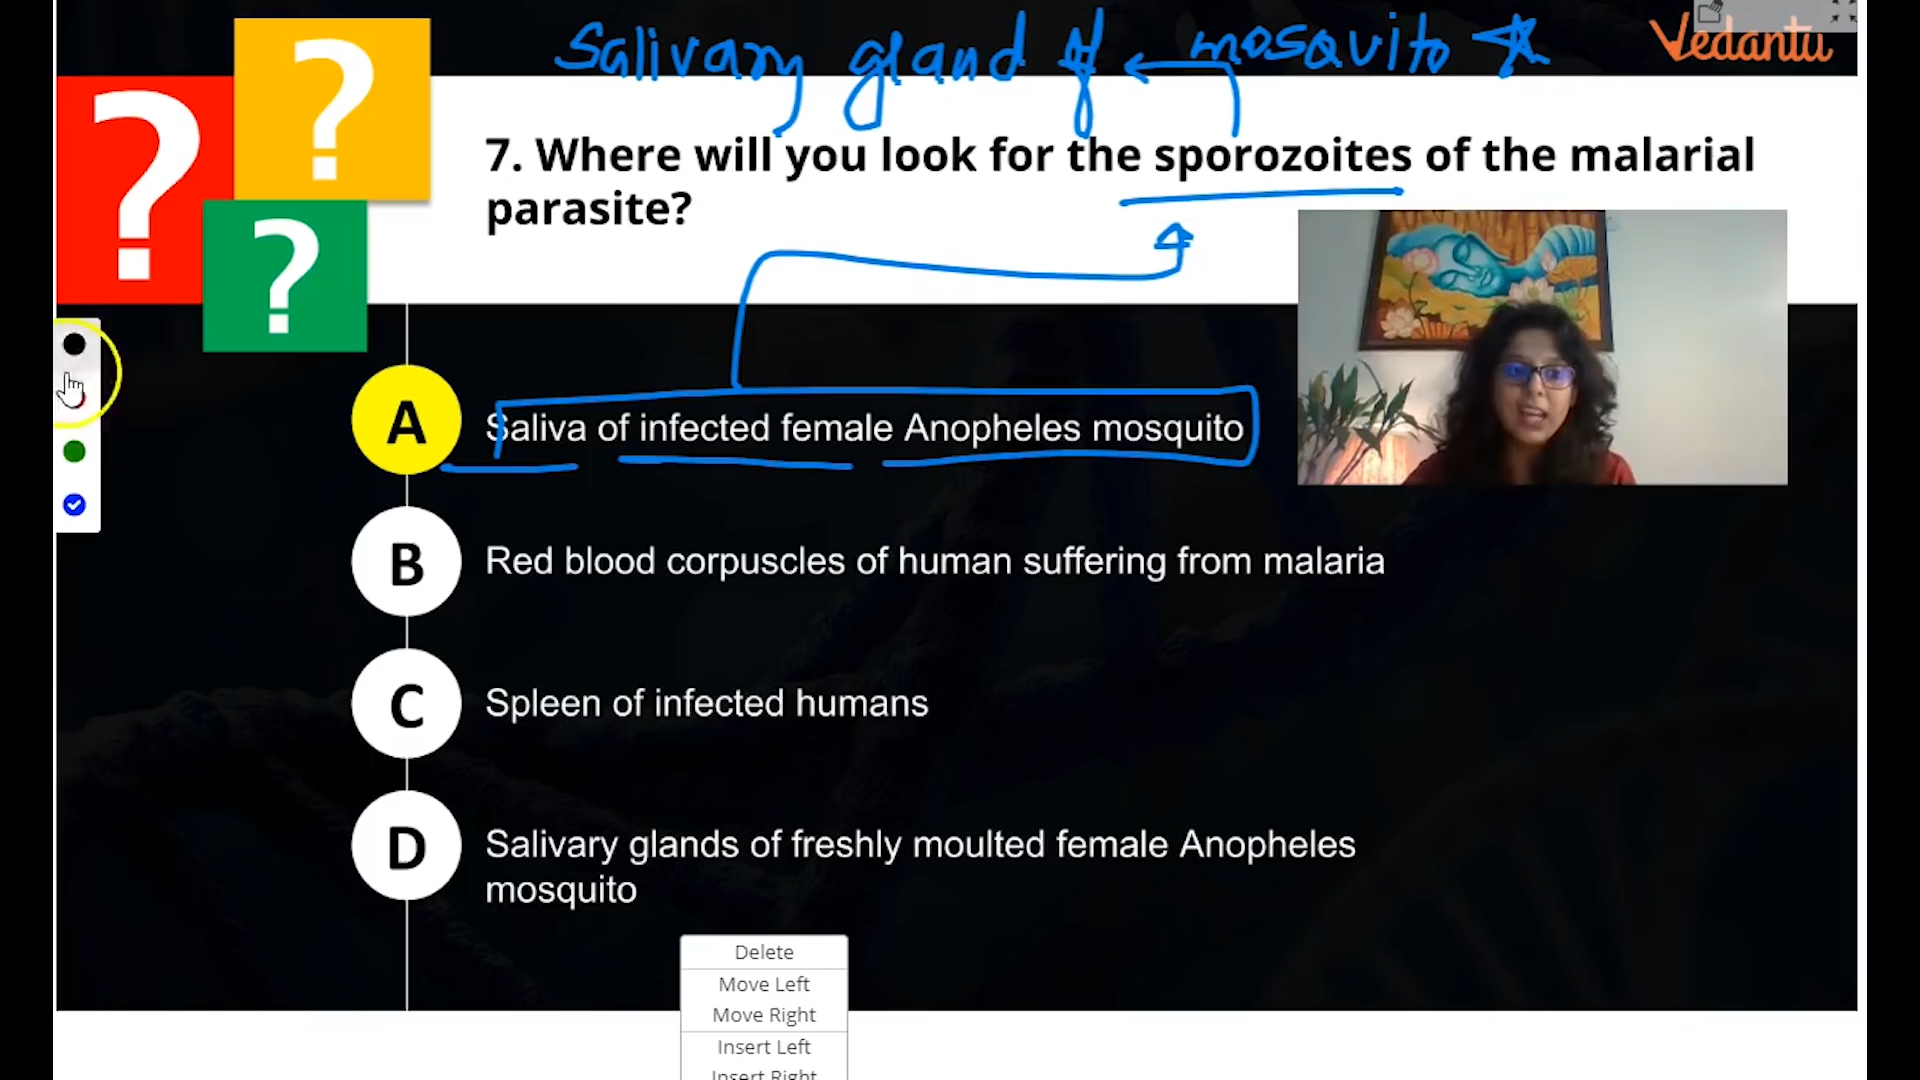 Salivary gland of mosquito
Vedantu
?
?
?
7. Where will you look for the sporozoites of the malarial
parasite?
A
Saliva of infected female Anopheles mosquito
B
Red blood corpuscles of human suffering from malaria
C
Spleen of infected humans
D
Salivary glands of freshly moulted female Anopheles
mosquito
Delete
Move Left
Move Right
Insert Left
Insert Right